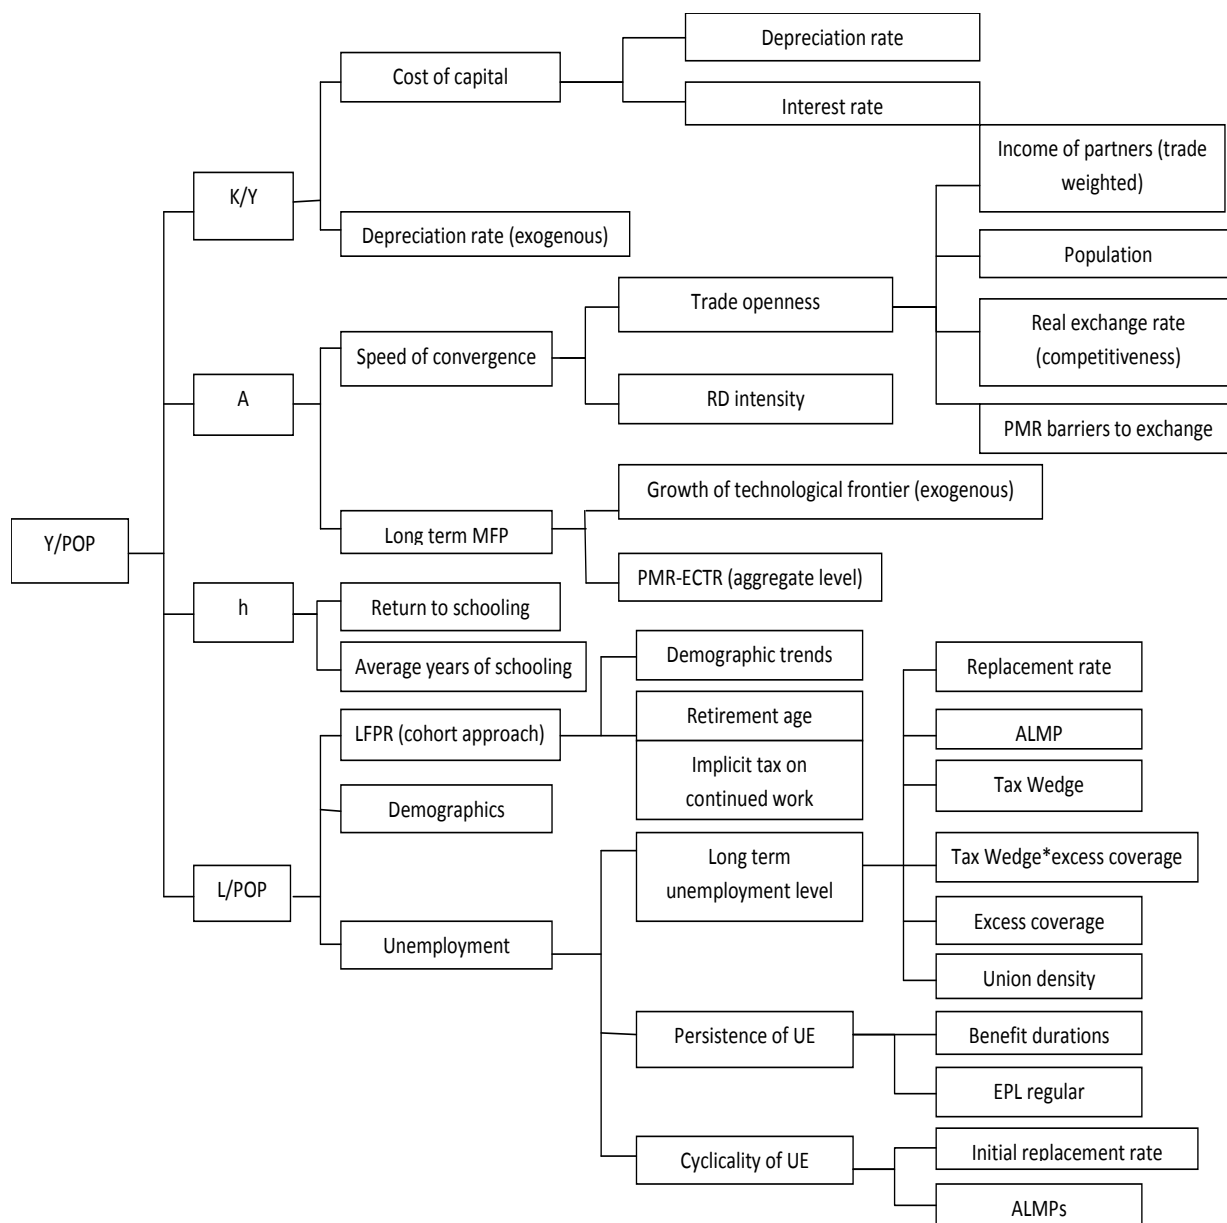 Depreciation rate
Cost of capital
Interest rate
Income of partners (trade
weighted)
K/Y
Depreciation rate (exogenous)
Population
Trade openness
Real exchange rate
(competitiveness)
Speed of convergence
A
RD intensity
PMR barriers to exchange
Growth of technological frontier (exogenous)
Long term MFP
Y/POP
PMR-ECTR (aggregate level)
h
Return to schooling
Average years of schooling
Demographic trends
Replacement rate
LFPR (cohort approach)
Retirement age
ALMP
Implicit tax on
continued work
Tax Wedge
Demographics
Long term
unemployment level
Tax Wedge*excess coverage
L/POP
Excess coverage
Unemployment
Union density
Persistence of UE
Benefit durations
EPL regular
Cyclicality of UE
Initial replacement rate
ALMPs